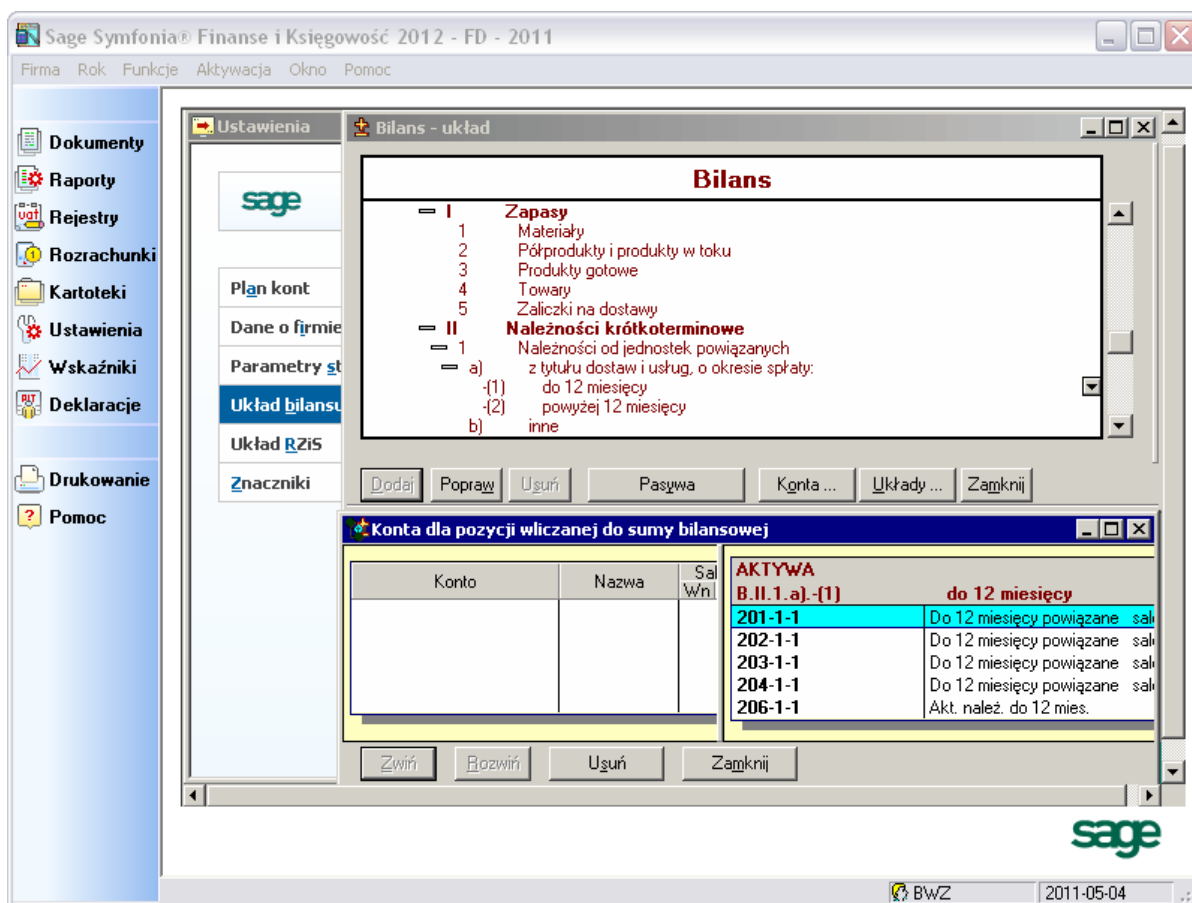 Sage Symfonia® Finanse i Księgowość 2012 - FD - 2011
Firma Rok Funkcje Aktywacja Okno Pomoc
Dokumenty
Raporty
vat Rejestry
Rozrachunki
Kartoteki
Ustawienia
Wskaźniki
Deklaracje
Drukowanie
Pomoc
Ustawienia
sage
Plan kont
Dane o firmie
Parametry st
Układ bilansu
Układ RZiS
Znaczniki
Bilans - układ
Bilans
I Zapasy
1 Materiały
2 Półprodukty i produkty w toku
3 Produkty gotowe
4 Towary
5 Zaliczki na dostawy
II Należności krótkoterminowe
1 Należności od jednostek powiązanych
a) z tytułu dostaw i usług, o okresie spłaty:
-(1) do 12 miesięcy
-(2) powyżej 12 miesięcy
b) inne
Dodaj Popraw Usuń Pasywa Konta ... Układy ... Zamknij
Konta dla pozycji wliczanej do sumy bilansowej
Konto Nazwa Sal
Wn
AKTYWA
B.II.1.a).-(1) do 12 miesięcy
201-1-1 Do 12 miesięcy powiązane sald
202-1-1 Do 12 miesięcy powiązane sald
203-1-1 Do 12 miesięcy powiązane sald
204-1-1 Do 12 miesięcy powiązane sald
206-1-1 Akt. należ. do 12 mies.
Zwiń Rozwiń Usuń Zamknij
sage
BWZ 2011-05-04